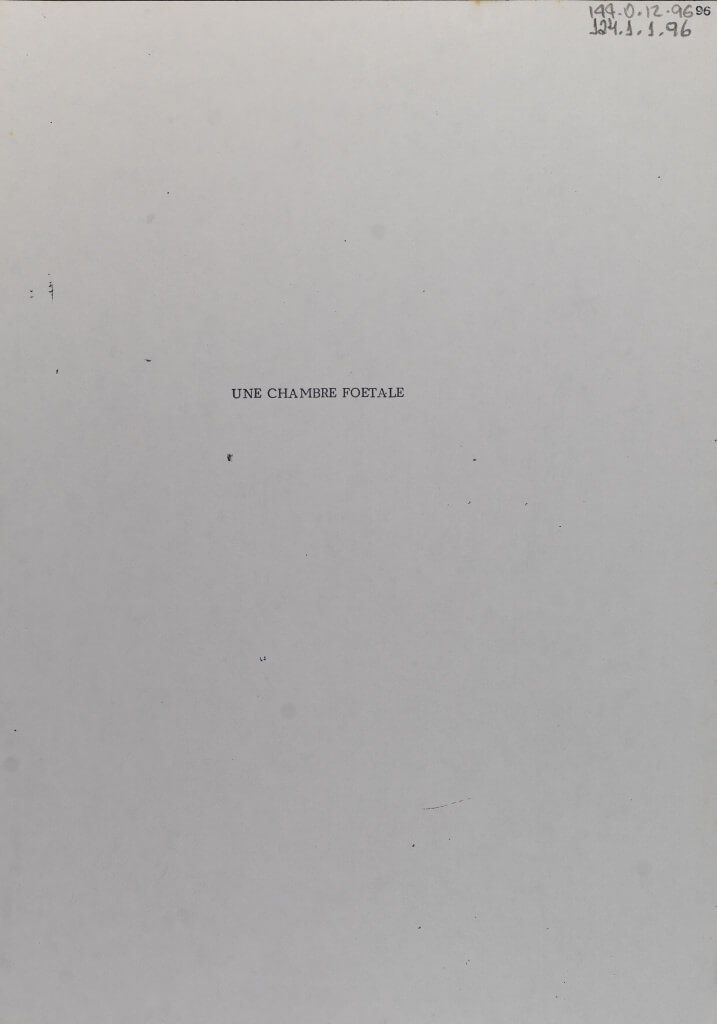 144-0-12-96 96
124.1.1.96
UNE CHAMBRE FOETALE